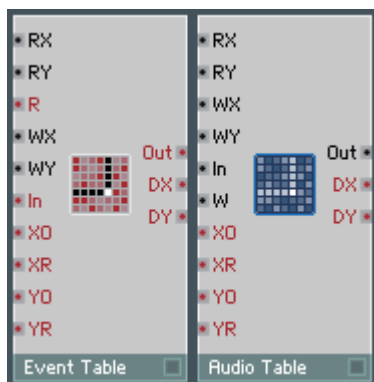 RX
RY
R
WX
WY
In
XO
XR
YO
YR
Out
DX
DY
Event Table
RX
RY
WX
WY
In
W
XO
XR
YO
YR
Out
DX
DY
Audio Table